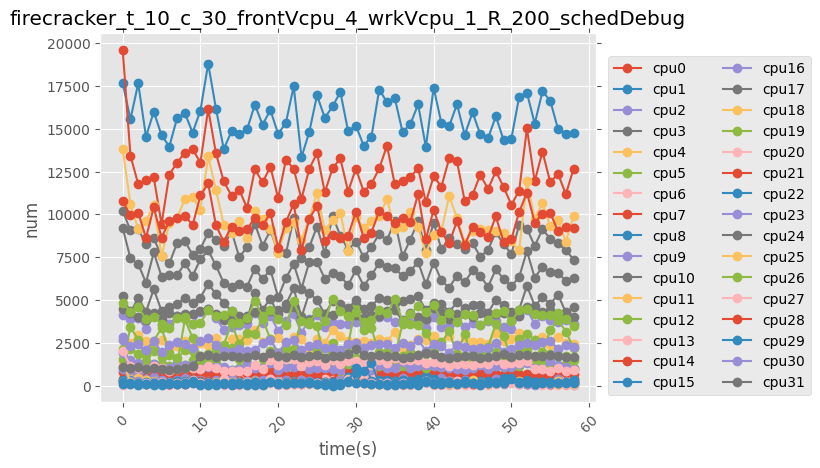 firecracker_t_10_c_30_frontVcpu_4_wrkVcpu_1_R_200_schedDebug
20000
17500
15000
12500
10000
7500
5000
2500
0
num
0 10 20 30 40 50 60
time(s)
cpu0 cpu16
cpu1 cpu17
cpu2 cpu18
cpu3 cpu19
cpu4 cpu20
cpu5 cpu21
cpu6 cpu22
cpu7 cpu23
cpu8 cpu24
cpu9 cpu25
cpu10 cpu26
cpu11 cpu27
cpu12 cpu28
cpu13 cpu29
cpu14 cpu30
cpu15 cpu31